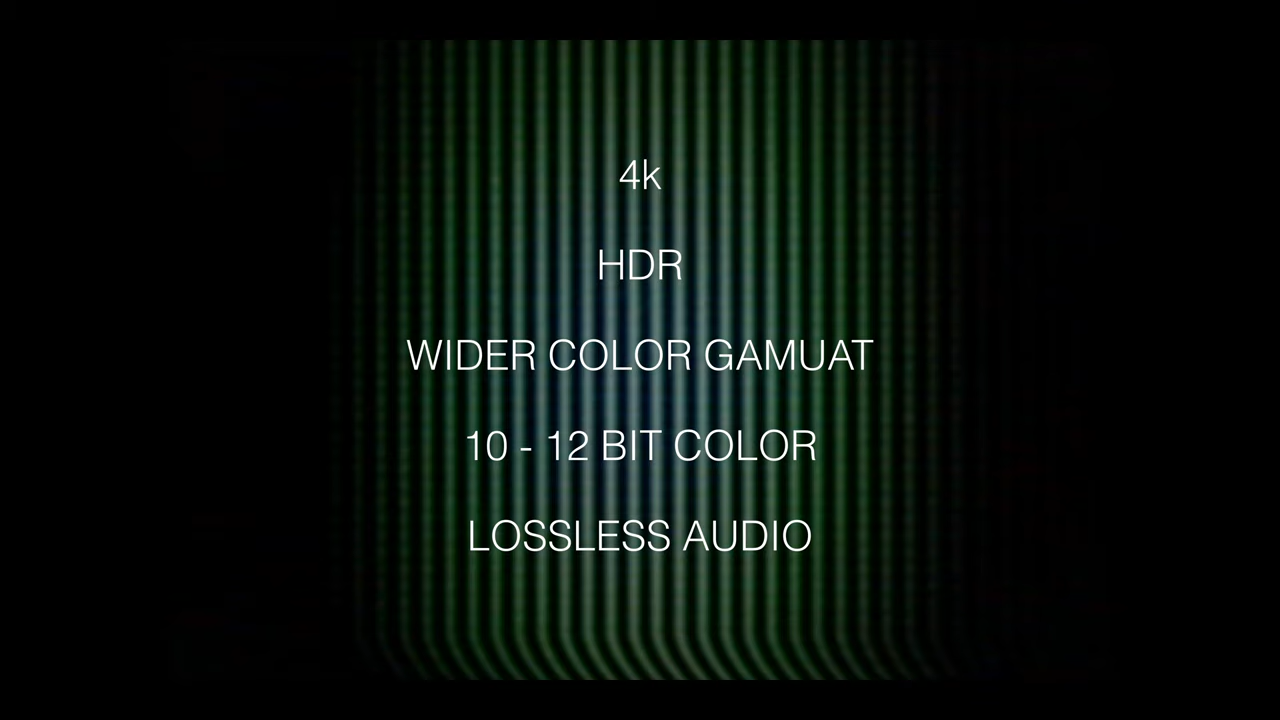 4k
HDR
WIDER COLOR GAMUAT
10 - 12 BIT COLOR
LOSSLESS AUDIO